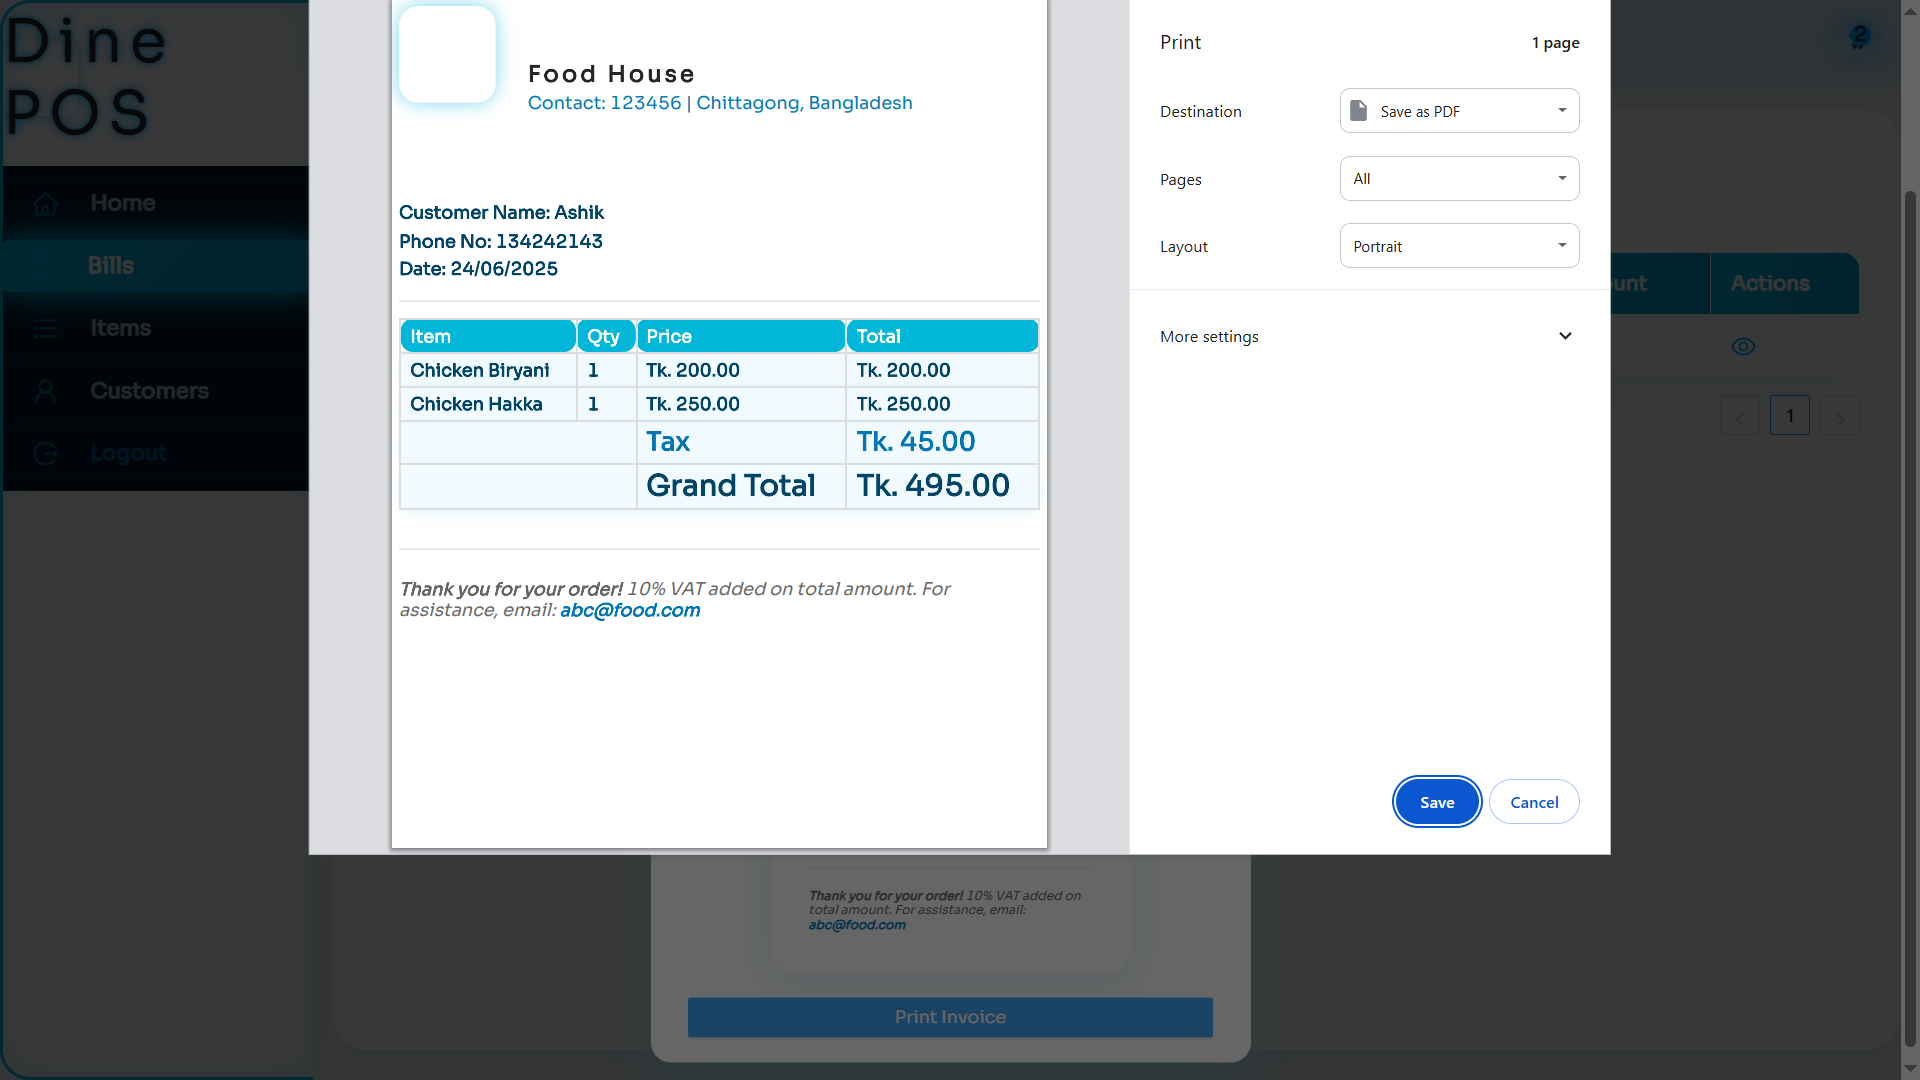 Dine
POS
Home
Bills
Items
Customers
Logout
Food House
Contact: 123456 | Chittagong, Bangladesh
Customer Name: Ashik
Phone No: 134242143
Date: 24/06/2025
Item Qty Price Total
Chicken Biryani 1 Tk. 200.00 Tk. 200.00
Chicken Hakka 1 Tk. 250.00 Tk. 250.00
Tax Tk. 45.00
Grand Total Tk. 495.00
Thank you for your order! 10% VAT added on total amount. For
assistance, email: abc@food.com
Print 1 page
Destination Save as PDF
Pages All
Layout Portrait
More settings
Save Cancel
2
Actions
< 1 >
Thank you for your order! 10% VAT added on
total amount. For assistance, email:
abc@food.com
Print Invoice